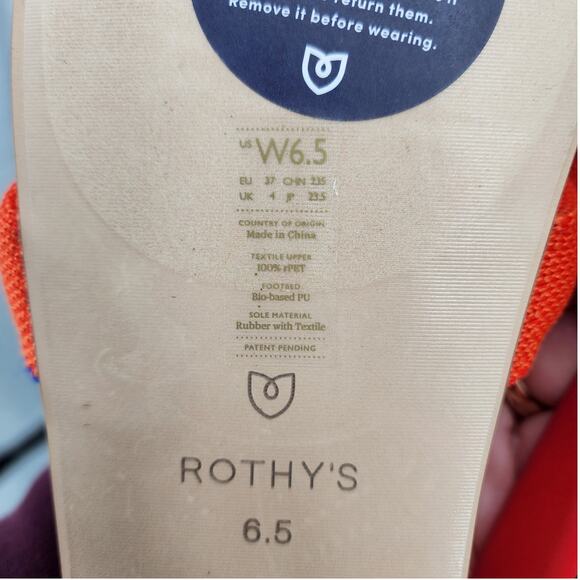 return them.
Remove it before wearing.
US W6.5
EU 37 CHN 235
UK 4 JP 23.5
COUNTRY OF ORIGIN
Made in China
TEXTILE UPPER
100% rPET
FOOTBED
Bio-based PU
SOLE MATERIAL
Rubber with Textile
PATENT PENDING
ROTHY'S
6.5